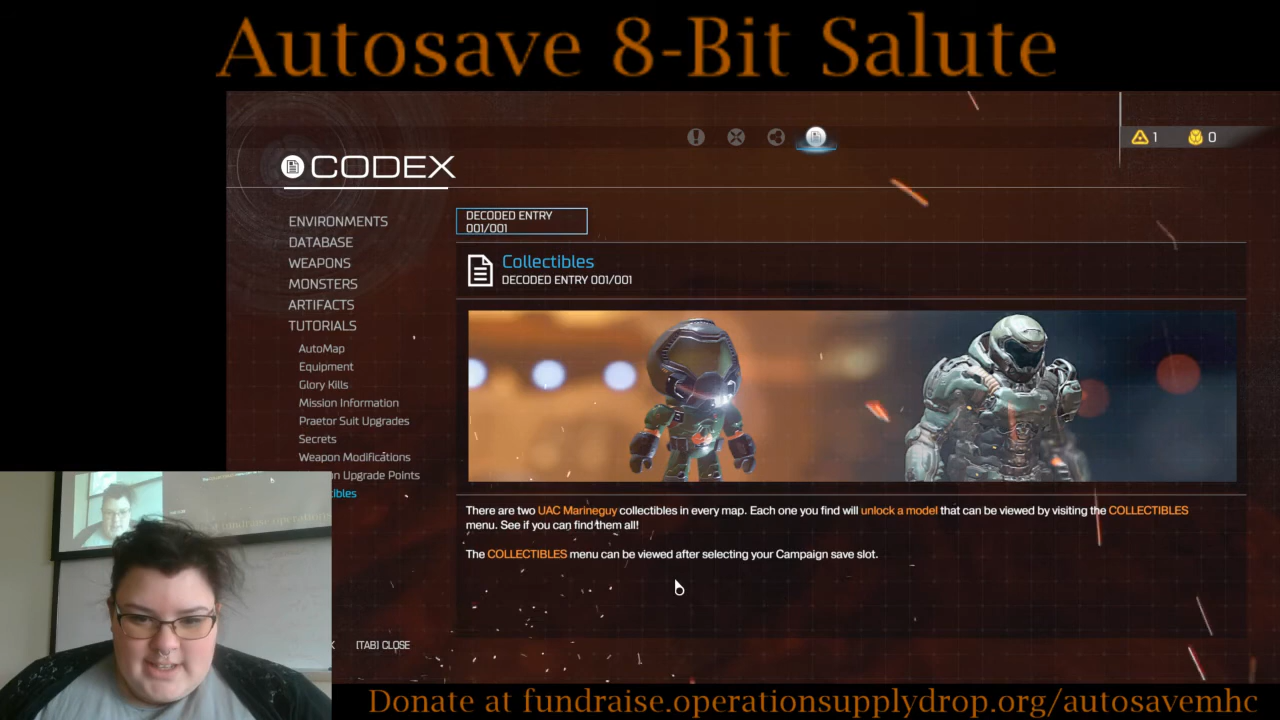 Autosave 8-Bit Salute
1
0
CODEX
ENVIRONMENTS
DATABASE
WEAPONS
MONSTERS
ARTIFACTS
TUTORIALS
AutoMap
Equipment
Glory Kills
Mission Information
Praetor Suit Upgrades
Secrets
Weapon Modifications
Upgrade Points
DECODED ENTRY
001/001
Collectibles
DECODED ENTRY 001/001
There are two UAC Marineguy collectibles in every map. Each one you find will unlock a model that can be viewed by visiting the COLLECTIBLES
menu. See if you can find them all!
The COLLECTIBLES menu can be viewed after selecting your Campaign save slot.
[TAB] CLOSE
Donate at fundraise.operationsupplydrop.org/autosavemhc